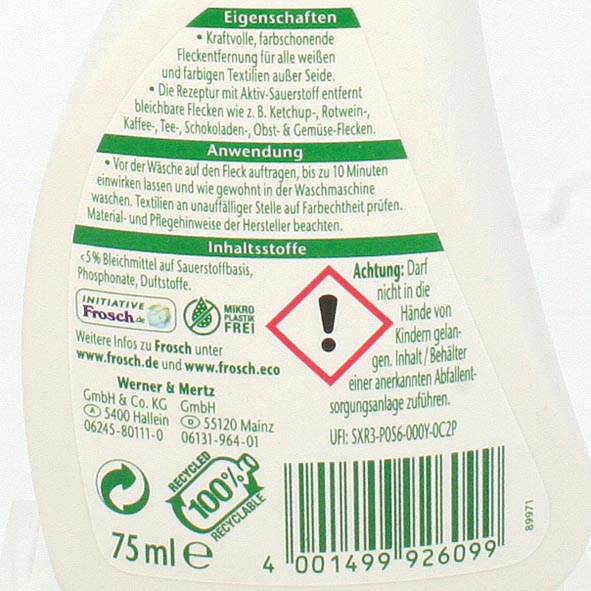 Eigenschaften
• Kraftvolle, farbschonende
Fleckentfernung für alle weißen
und farbigen Textilien außer Seide.
• Die Rezeptur mit Aktiv-Sauerstoff entfernt
bleichbare Flecken wie z. B. Ketchup-, Rotwein-,
Kaffee-, Tee-, Schokoladen-, Obst- & Gemüse-Flecken.
Anwendung
• Vor der Wäsche auf den Fleck auftragen, bis zu 10 Minuten
einwirken lassen und wie gewohnt in der Waschmaschine
waschen. Textilien an unauffälliger Stelle auf Farbechtheit prüfen.
Material- und Pflegehinweise der Hersteller beachten.
Inhaltsstoffe
<5% Bleichmittel auf Sauerstoffbasis,
Phosphonate, Duftstoffe.
INITIATIVE
Frosch.de
MIKRO
PLASTIK
FREI
Weitere Infos zu Frosch unter
www.frosch.de und www.frosch.eco
Werner & Mertz
GmbH & Co. KG GmbH
A 5400 Hallein D 55120 Mainz
06245-80111-0 06131-964-01
Achtung: Darf
nicht in die
Hände von
Kindern gelan-
gen. Inhalt / Behälter
einer anerkannten Abfallent-
sorgungsanlage zuführen.
UFI: SXR3-P0S6-000Y-0C2P
RECYCLED
100%
RECYCLABLE
75 ml e
4 001499 926099
89971